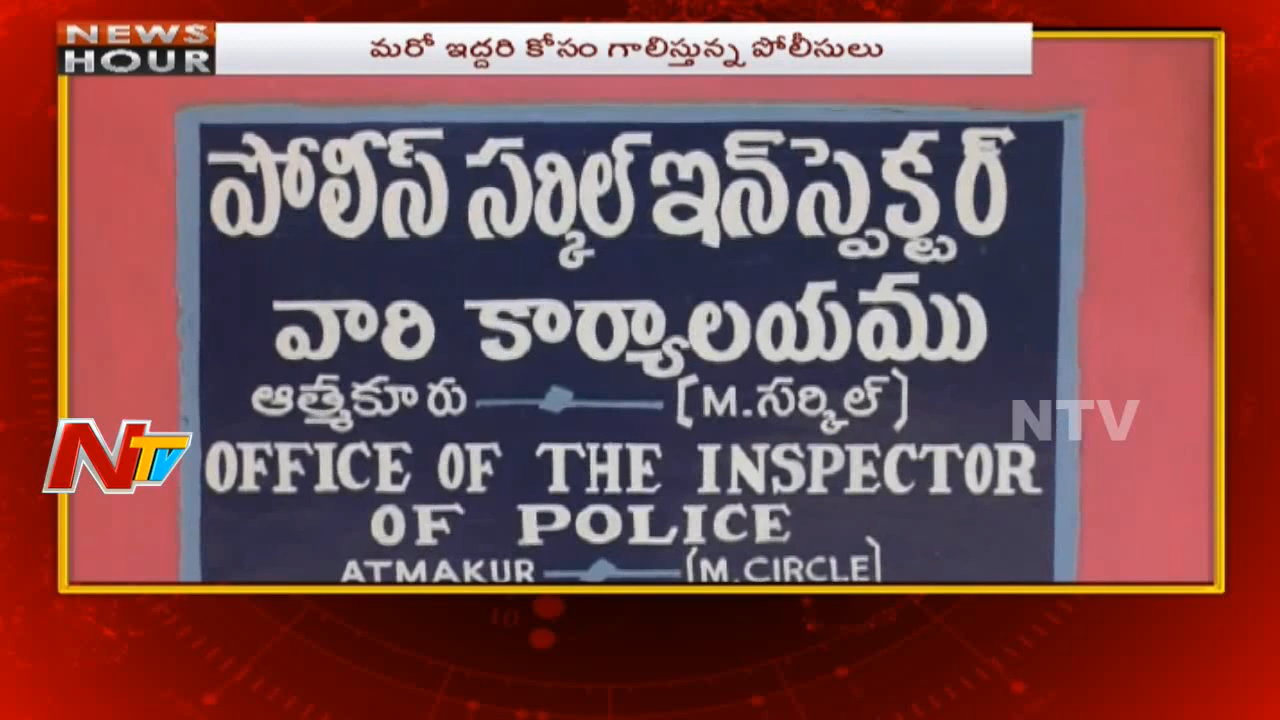 NEWS
HOUR
మరో ఇద్దరి కోసం గాలిస్తున్న పోలీసులు
పోలీస్ సర్కిల్ ఇన్‌స్పెక్టర్
వారి కార్యాలయము
ఆత్మకూరు (M.సర్కిల్)
NTV
NTV
OFFICE OF THE INSPECTOR
OF POLICE
ATMAKUR (M.CIRCLE)